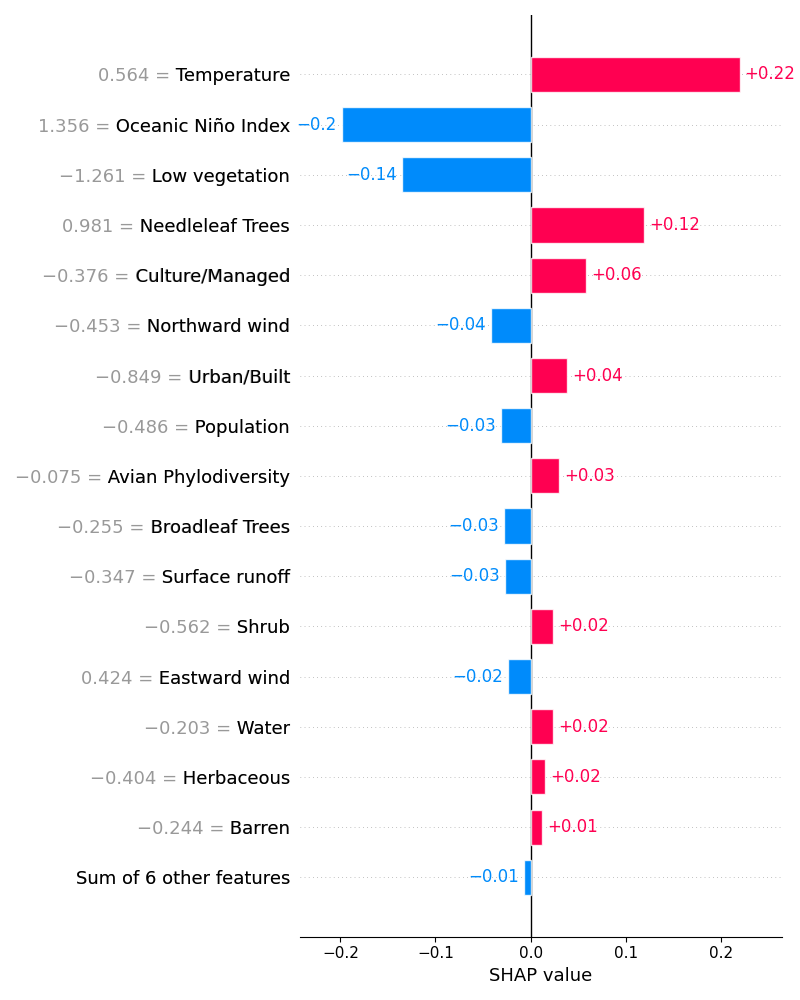 0.564 = Temperature +0.22
1.356 = Oceanic Niño Index −0.2
−1.261 = Low vegetation −0.14
0.981 = Needleleaf Trees +0.12
−0.376 = Culture/Managed +0.06
−0.453 = Northward wind −0.04
−0.849 = Urban/Built +0.04
−0.486 = Population −0.03
−0.075 = Avian Phylodiversity +0.03
−0.255 = Broadleaf Trees −0.03
−0.347 = Surface runoff −0.03
−0.562 = Shrub +0.02
0.424 = Eastward wind −0.02
−0.203 = Water +0.02
−0.404 = Herbaceous +0.02
−0.244 = Barren +0.01
Sum of 6 other features −0.01
−0.2 −0.1 0.0 0.1 0.2
SHAP value